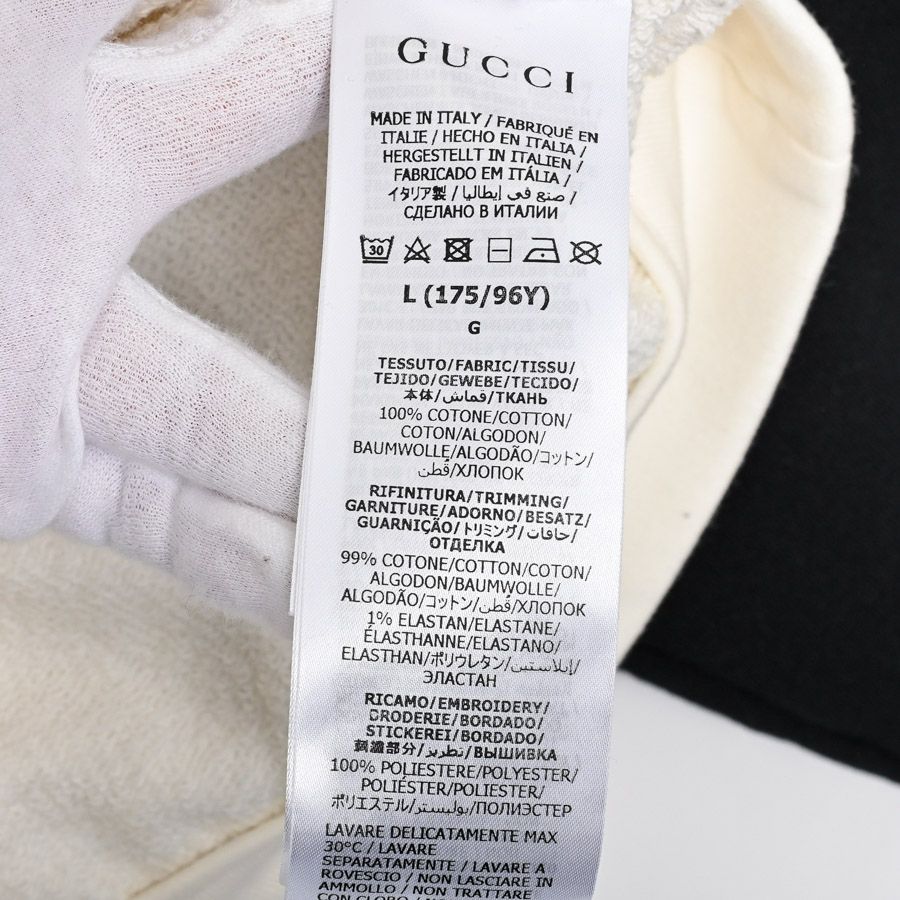 GUCCI
MADE IN ITALY / FABRIQUÉ EN
ITALIE / HECHO EN ITALIA /
HERGESTELLT IN ITALIEN /
FABRICADO EM ITÁLIA /
イタリア製 / صنع في إيطاليا /
СДЕЛАНО В ИТАЛИИ
30
L (175/96Y)
G
TESSUTO/FABRIC/TISSU/
TEJIDO/GEWEBE/TECIDO/
本体/قماش/ТКАНЬ
100% COTONE/COTTON/
COTON/ALGODON/
BAUMWOLLE/ALGODÃO/コットン/
قطن/ХЛОПОК
RIFINITURA/TRIMMING/
GARNITURE/ADORNO/BESATZ/
GUARNIÇÃO/トリミング/حافات/
ОТДЕЛКА
99% COTONE/COTTON/COTON/
ALGODON/BAUMWOLLE/
ALGODÃO/コットン/قطن/ХЛОПОК
1% ELASTAN/ELASTANE/
ÉLASTHANNE/ELASTANO/
ELASTHAN/ポリウレタン/إيلاستين/
ЭЛАСТАН
RICAMO/EMBROIDERY/
BRODERIE/BORDADO/
STICKEREI/BORDADO/
刺繍部分/تطريز/ВЫШИВКА
100% POLIESTERE/POLYESTER/
POLIÉSTER/POLIESTER/
ポリエステル/بوليستر/ПОЛИЭСТЕР
LAVARE DELICATAMENTE MAX
30°C / LAVARE
SEPARATAMENTE / LAVARE A
ROVESCIO / NON LASCIARE IN
AMMOLLO / NON TRATTARE
CON CLORO / NON